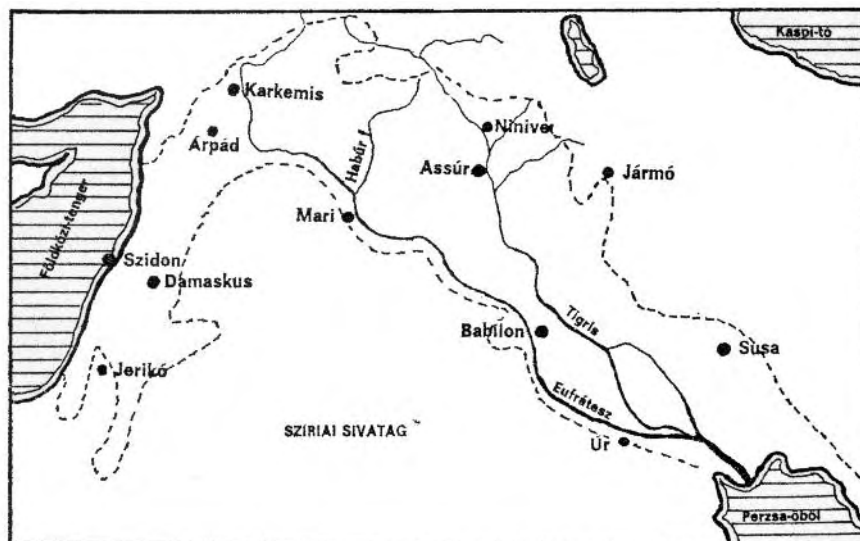 Kaspi-tó
Karkemis
Árpád
Ninive
Habúr f
Assúr
Jármó
Mari
Földközi-tenger
Szidon
Damaskus
Tigris
Babilon
Susa
Jerikó
Eufrátesz
SZIRIAI SIVATAG
Ur
Perzsa-öböl